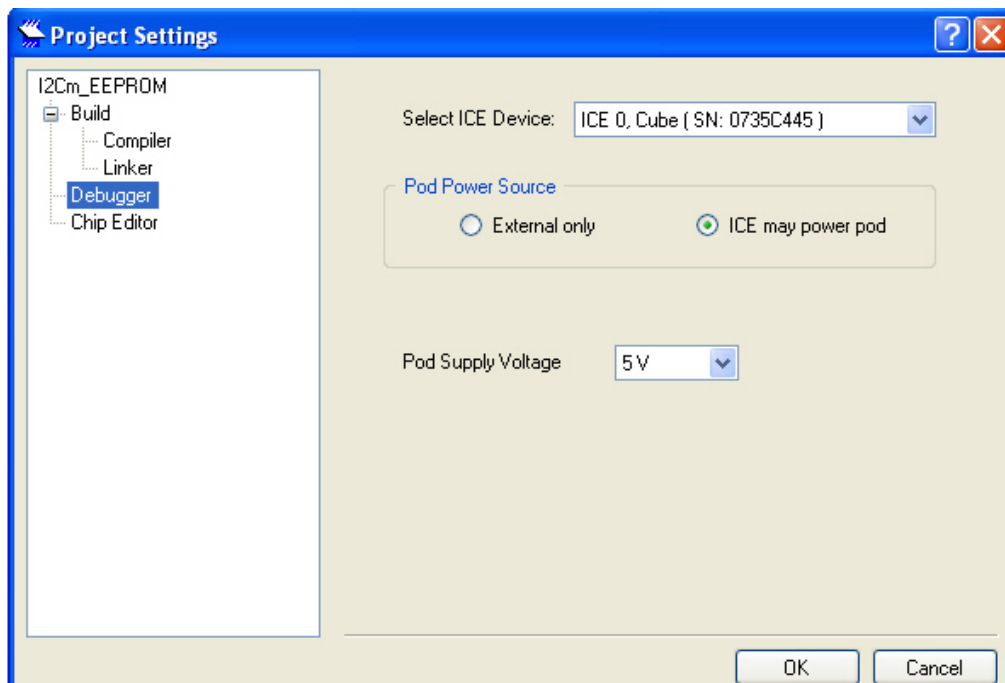 Project Settings
I2Cm_EEPROM
Build
Compiler
Linker
Debugger
Chip Editor
Select ICE Device:
ICE 0, Cube ( SN: 0735C445 )
Pod Power Source
External only
ICE may power pod
Pod Supply Voltage
5 V
OK
Cancel